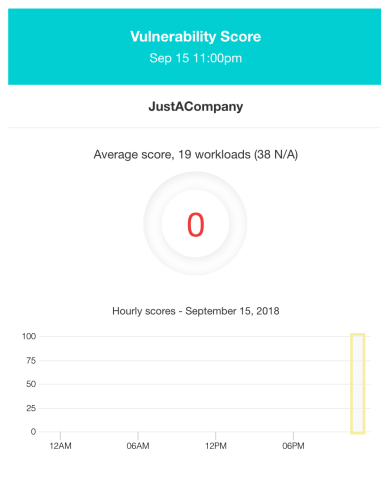 Vulnerability Score
Sep 15 11:00pm
JustACompany
Average score, 19 workloads (38 N/A)
0
Hourly scores - September 15, 2018
100
75
50
25
0
12AM 06AM 12PM 06PM